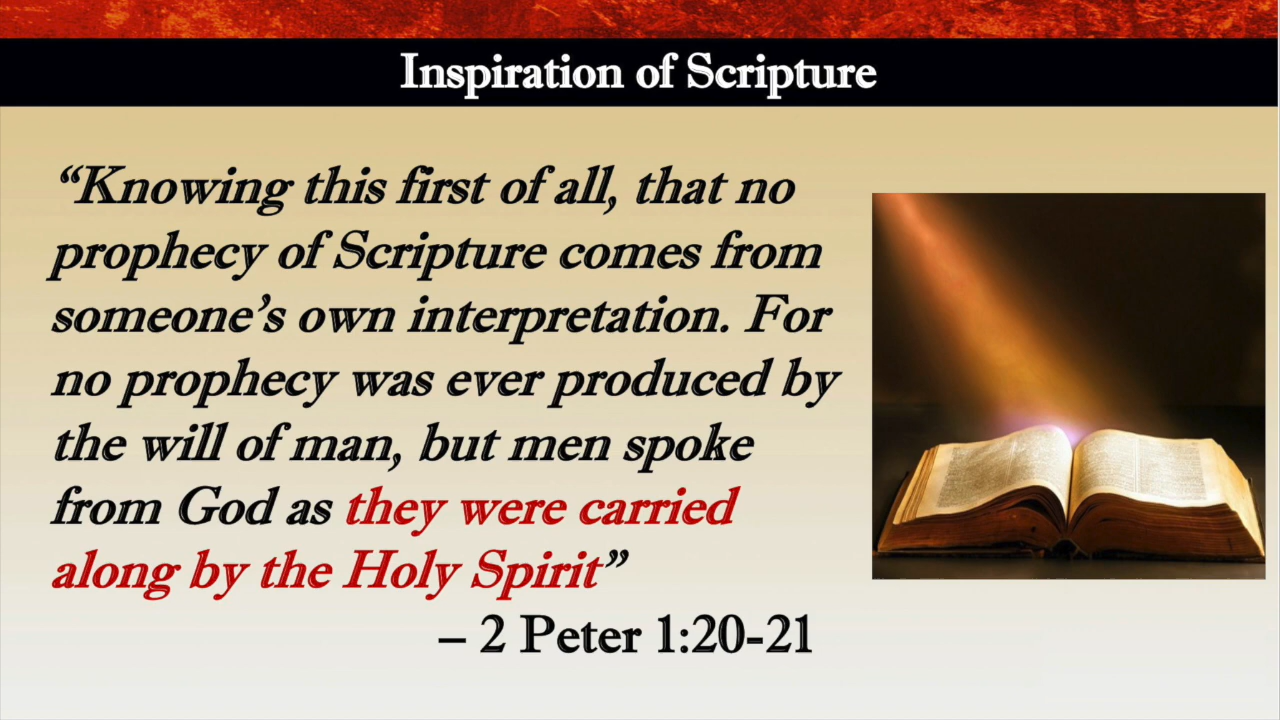 Inspiration of Scripture
“Knowing this first of all, that no
prophecy of Scripture comes from
someone’s own interpretation. For
no prophecy was ever produced by
the will of man, but men spoke
from God as they were carried
along by the Holy Spirit”
– 2 Peter 1:20-21